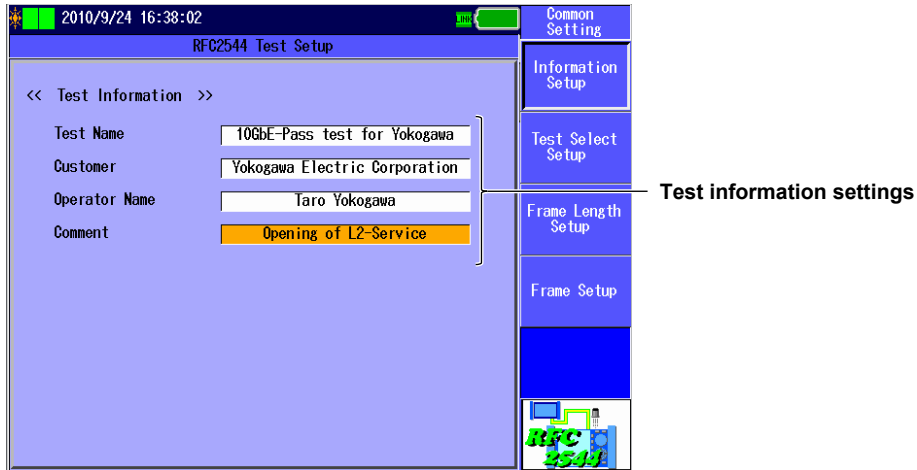 2010/9/24 16:38:02
LINK
RFC2544 Test Setup
<< Test Information >>
Test Name 10GbE-Pass test for Yokogawa
Customer Yokogawa Electric Corporation
Operator Name Taro Yokogawa
Comment Opening of L2-Service
Common
Setting
Information
Setup
Test Select
Setup
Frame Length
Setup
Frame Setup
RFC
2544
Test information settings